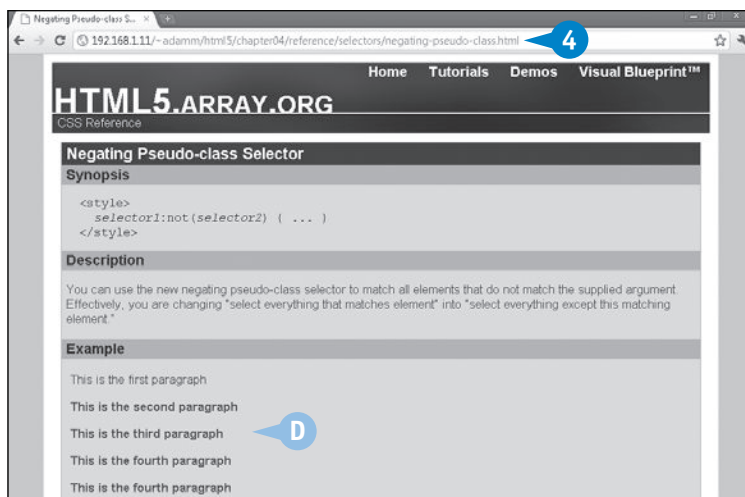 Negating Pseudo-class S...
192.168.1.11/~adamm/html5/chapter04/reference/selectors/negating-pseudo-class.html
4
Home Tutorials Demos Visual Blueprint™
HTML5.ARRAY.ORG
CSS Reference
Negating Pseudo-class Selector
Synopsis
<style>
selector1:not(selector2) { ... }
</style>
Description
You can use the new negating pseudo-class selector to match all elements that do not match the supplied argument.
Effectively, you are changing "select everything that matches element" into "select everything except this matching
element."
Example
This is the first paragraph
This is the second paragraph
This is the third paragraph
D
This is the fourth paragraph
This is the fourth paragraph